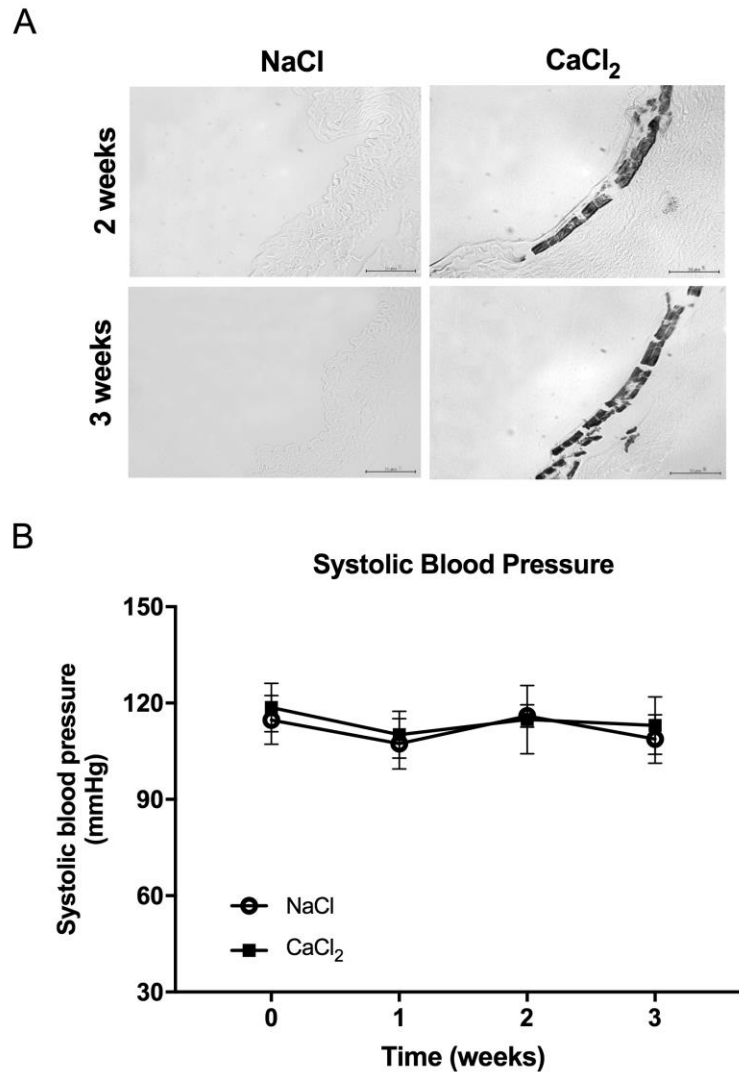 A
NaCl
CaCl₂
2 weeks
3 weeks
B
Systolic Blood Pressure
Systolic blood pressure
(mmHg)
150
120
90
60
30
NaCl
CaCl₂
0 1 2 3
Time (weeks)